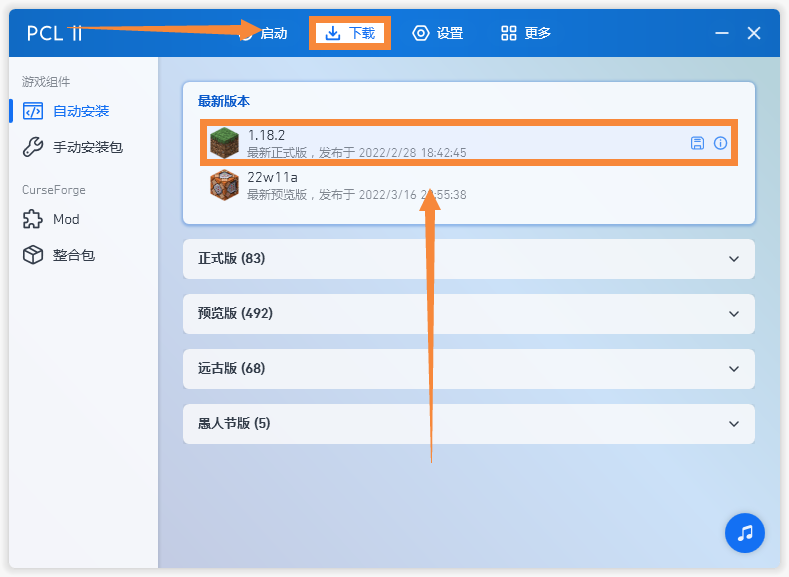 PCL II
启动
下载
设置
更多
游戏组件
自动安装
手动安装包
CurseForge
Mod
整合包
最新版本
1.18.2
最新正式版，发布于 2022/2/28 18:42:45
22w11a
最新预览版，发布于 2022/3/16 :55:38
正式版 (83)
预览版 (492)
远古版 (68)
愚人节版 (5)